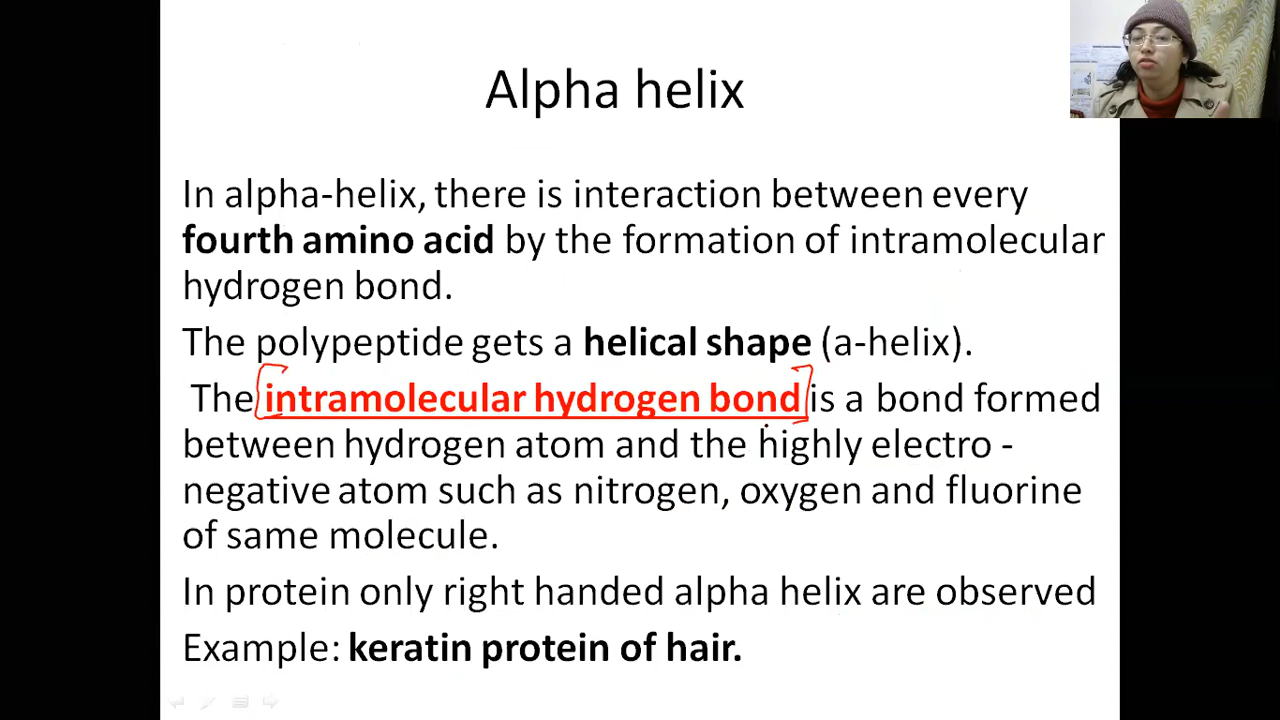 Alpha helix
In alpha-helix, there is interaction between every
fourth amino acid by the formation of intramolecular
hydrogen bond.
The polypeptide gets a helical shape (a-helix).
The intramolecular hydrogen bond is a bond formed
between hydrogen atom and the highly electro -
negative atom such as nitrogen, oxygen and fluorine
of same molecule.
In protein only right handed alpha helix are observed
Example: keratin protein of hair.